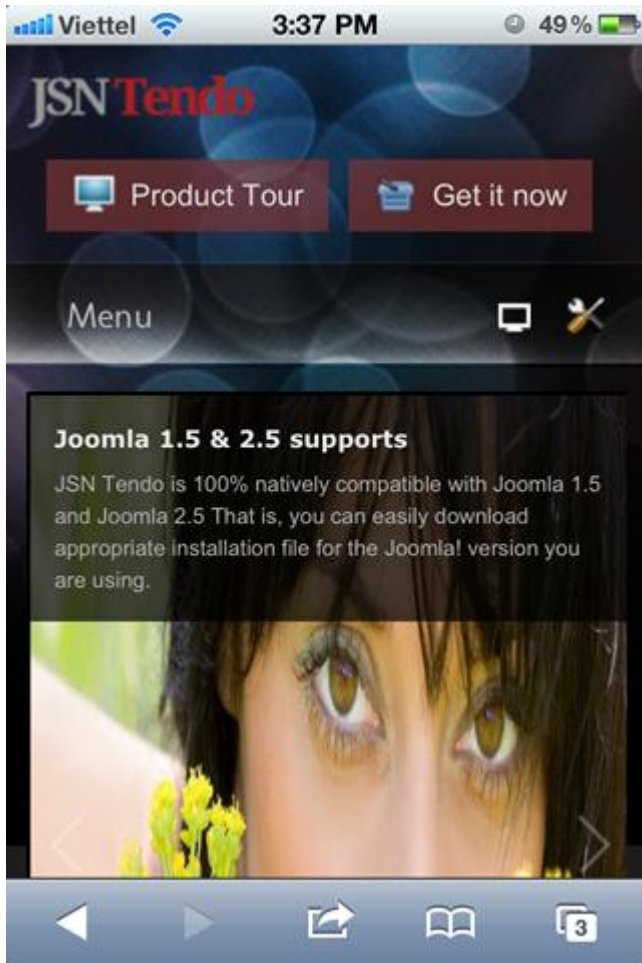 Viettel 3:37 PM 49%
JSN Tendo
Product Tour Get it now
Menu
Joomla 1.5 & 2.5 supports
JSN Tendo is 100% natively compatible with Joomla 1.5
and Joomla 2.5 That is, you can easily download
appropriate installation file for the Joomla! version you
are using.
3